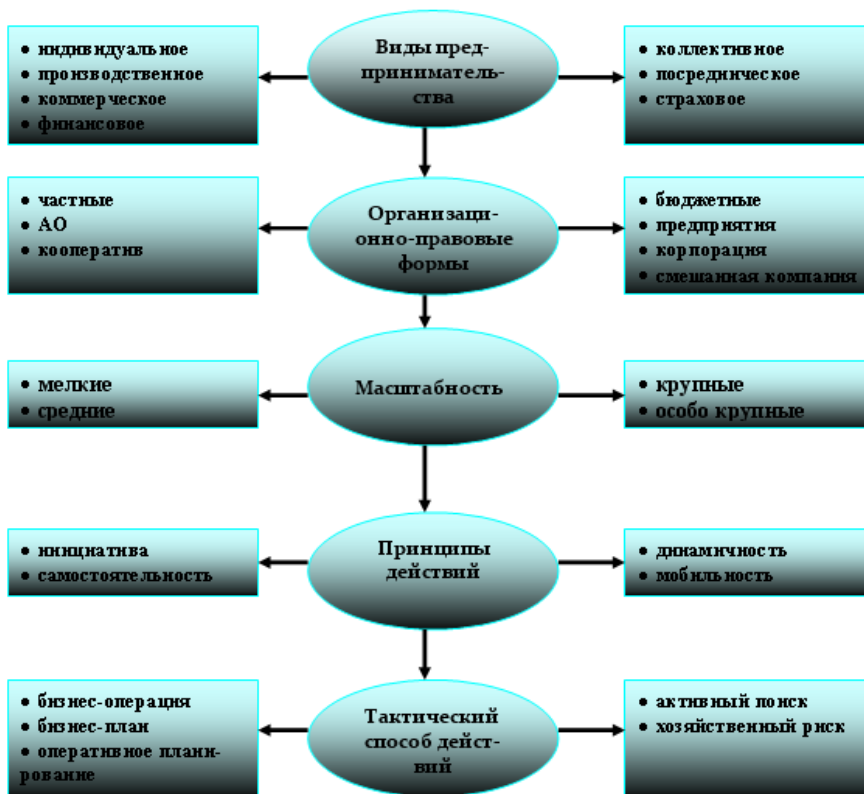 • индивидуальное
• производственное
• коммерческое
• финансовое
Виды пред-
приниматель-
ства
• коллективное
• посредническое
• страховое
• частные
• АО
• кооператив
Организаци-
онно-правовые
формы
• бюджетные
• предприятия
• корпорация
• смешанная компания
• мелкие
• средние
Масштабность
• крупные
• особо крупные
• инициатива
• самостоятельность
Принципы
действий
• динамичность
• мобильность
• бизнес-операция
• бизнес-план
• оперативное плани-
рование
Тактический
способ дейст-
вий
• активный поиск
• хозяйственный риск